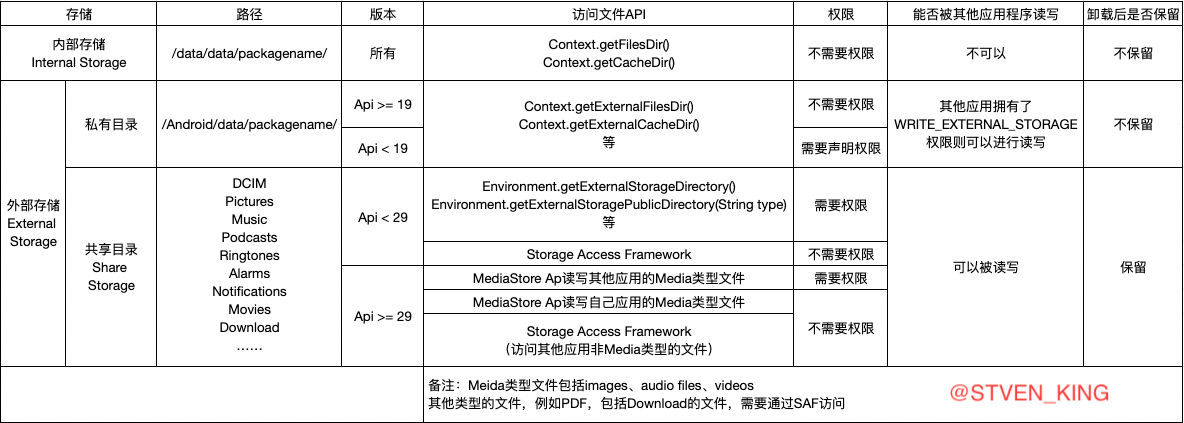 存储
路径
版本
访问文件API
权限
能否被其他应用程序读写
卸载后是否保留
内部存储
Internal Storage
/data/data/packagename/
所有
Context.getFilesDir()
Context.getCacheDir()
不需要权限
不可以
不保留
外部存储
External
Storage
私有目录
/Android/data/packagename/
Api >= 19
Api < 19
Context.getExternalFilesDir()
Context.getExternalCacheDir()
等
不需要权限
需要声明权限
其他应用拥有了
WRITE_EXTERNAL_STORAGE
权限则可以进行读写
不保留
共享目录
Share
Storage
DCIM
Pictures
Music
Podcasts
Ringtones
Alarms
Notifications
Movies
Download
……
Api < 29
Environment.getExternalStorageDirectory()
Environment.getExternalStoragePublicDirectory(String type)
等
需要权限
Storage Access Framework
不需要权限
Api >= 29
MediaStore Ap读写其他应用的Media类型文件
需要权限
MediaStore Ap读写自己应用的Media类型文件
Storage Access Framework
（访问其他应用非Media类型的文件）
不需要权限
可以被读写
保留
备注：Meida类型文件包括images、audio files、videos
其他类型的文件，例如PDF，包括Download的文件，需要通过SAF访问
@STVEN_KING